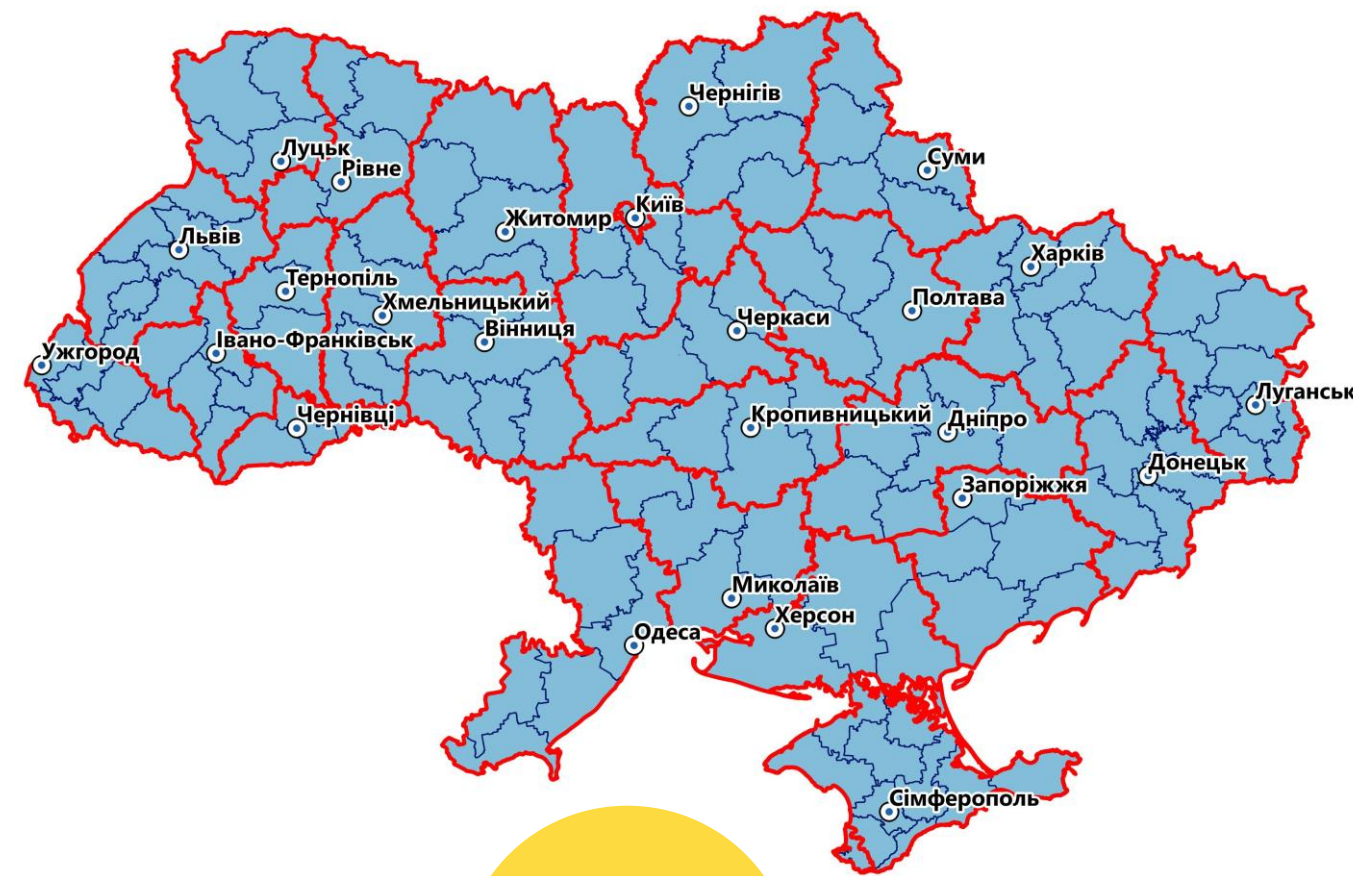 Чернігів
Луцьк
Суми
Рівне
Київ
Житомир
Львів
Харків
Тернопіль
Хмельницький
Полтава
Черкаси
Вінниця
Івано-Франківськ
Ужгород
Луганськ
Чернівці
Кропивницький
Дніпро
Донецьк
Запоріжжя
Миколаїв
Херсон
Одеса
Сімферополь